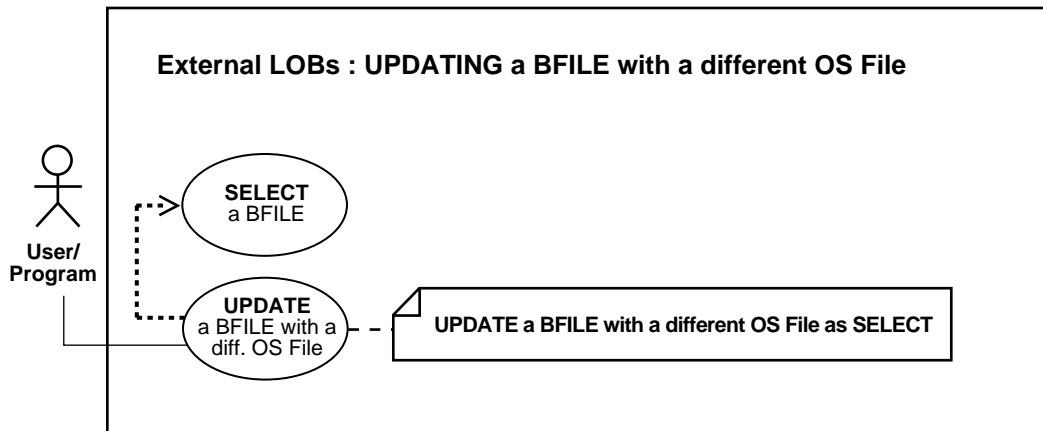 External LOBs : UPDATING a BFILE with a different OS File
SELECT
a BFILE
User/
Program
UPDATE
a BFILE with a
diff. OS File
UPDATE a BFILE with a different OS File as SELECT